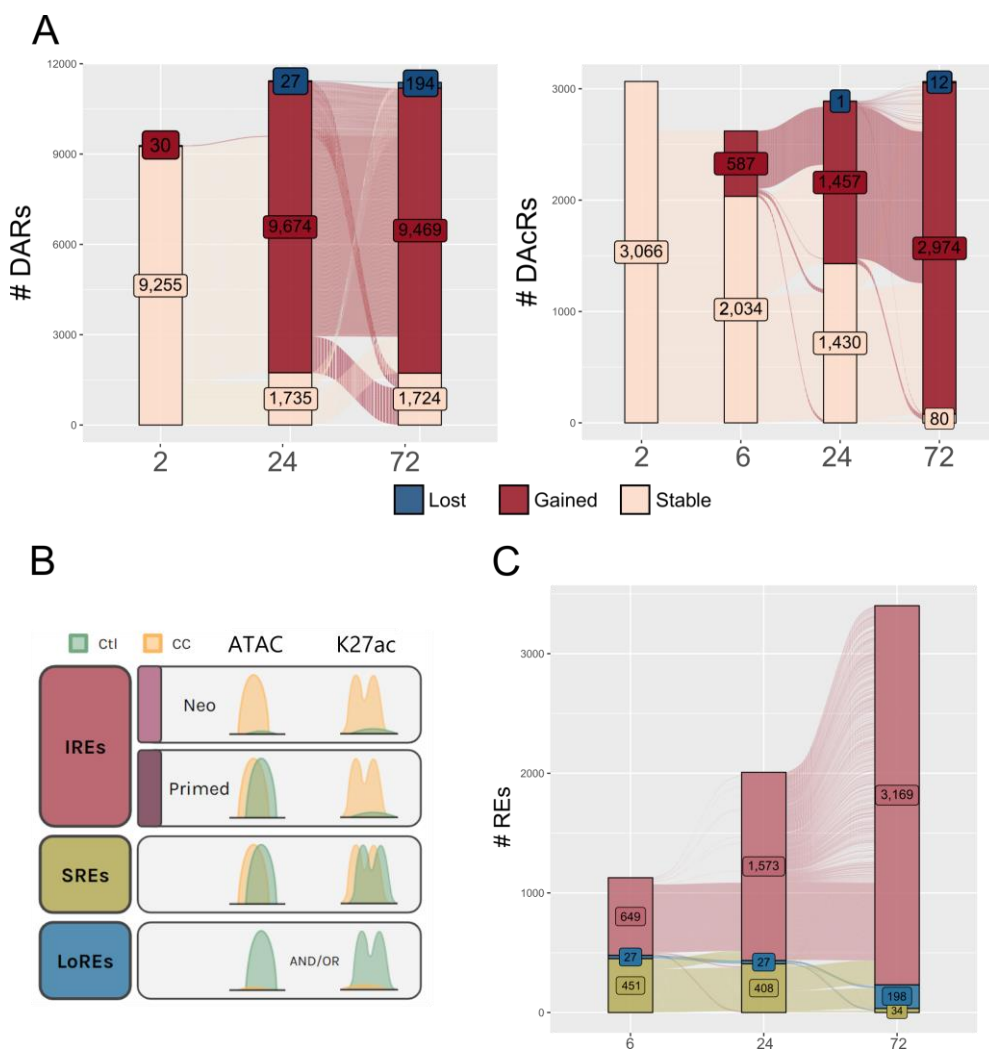 A
# DARs
12000
9000
6000
3000
0
30
9,255
27
9,674
1,735
194
9,469
1,724
2 24 72
# DAcRs
3000
2000
1000
0
3,066
587
2,034
1
1,457
1,430
12
2,974
80
2 6 24 72
Lost Gained Stable
B
Ctl CC ATAC K27ac
IREs
Neo
Primed
SREs
LoREs
AND/OR
C
# REs
3000
2000
1000
0
649
27
451
1,573
27
408
3,169
198
34
6 24 72